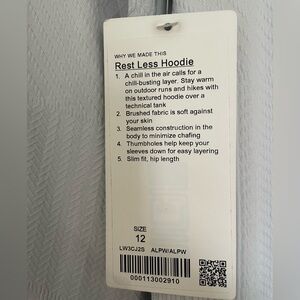 WHY WE MADE THIS
Rest Less Hoodie
1. A chill in the air calls for a
chill-busting layer. Stay warm
on outdoor runs and hikes with
this textured hoodie over a
technical tank
2. Brushed fabric is soft against
your skin
3. Seamless construction in the
body to minimize chafing
4. Thumbholes help keep your
sleeves down for easy layering
5. Slim fit, hip length
SIZE
12
LW3CJ2S ALPW/ALPW
000113002910